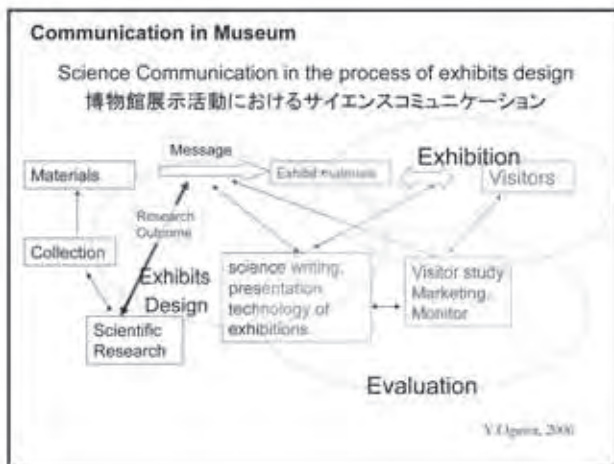 Communication in Museum
Science Communication in the process of exhibits design
博物館展示活動におけるサイエンスコミュニケーション
Message
Exhibition
Materials
Exhibit materials
Visitors
Research
Outcome
Collection
Exhibits
Design
science writing,
presentation
technology of
exhibitions
Visitor study
Marketing
Monitor
Scientific
Research
Evaluation
Y.Ogawa, 2006